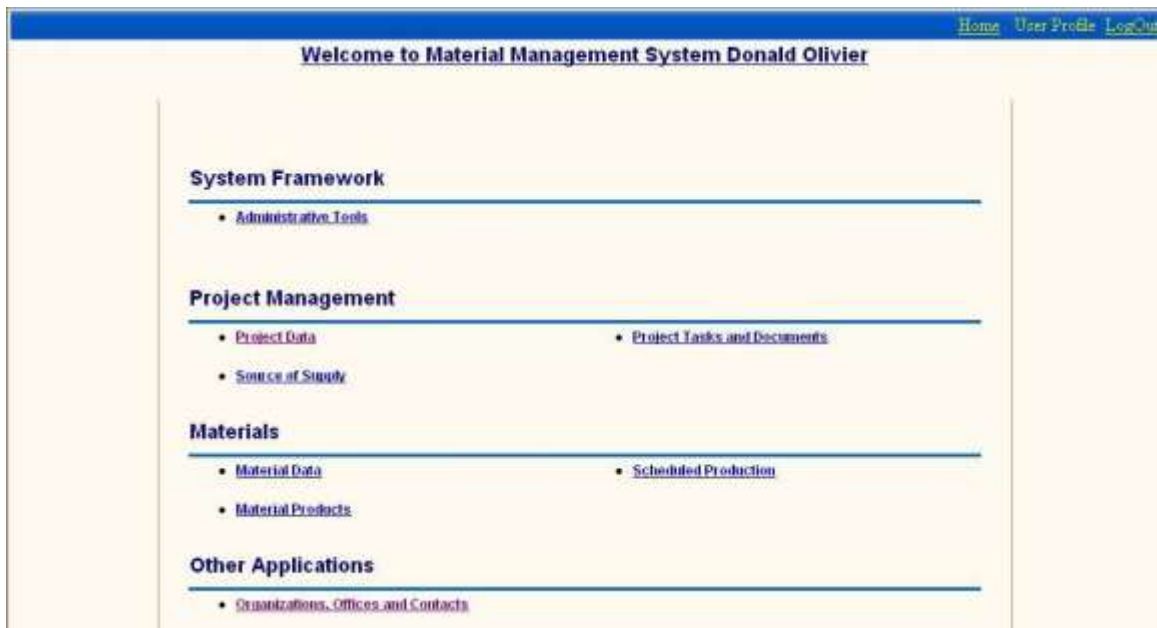 Home User Profile LogOut
Welcome to Material Management System Donald Olivier
System Framework
Administrative Tools
Project Management
Project Data
Project Tasks and Documents
Source of Supply
Materials
Material Data
Scheduled Production
Material Products
Other Applications
Organizations, Offices and Contacts